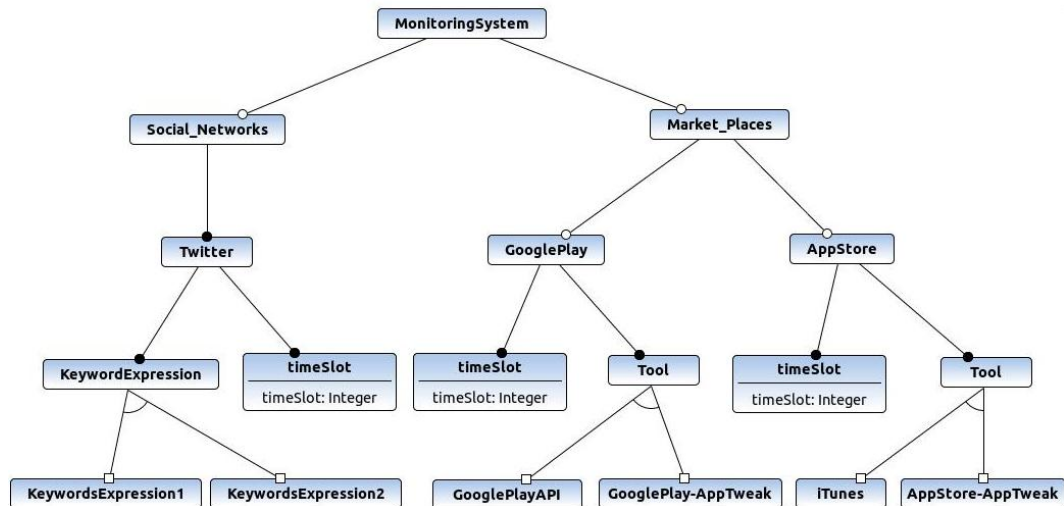 MonitoringSystem
Social_Networks
Market_Places
Twitter
GooglePlay
AppStore
KeywordExpression
timeSlot
timeSlot: Integer
timeSlot
timeSlot: Integer
Tool
timeSlot
timeSlot: Integer
Tool
KeywordsExpression1
KeywordsExpression2
GooglePlayAPI
GooglePlay-AppTweak
iTunes
AppStore-AppTweak